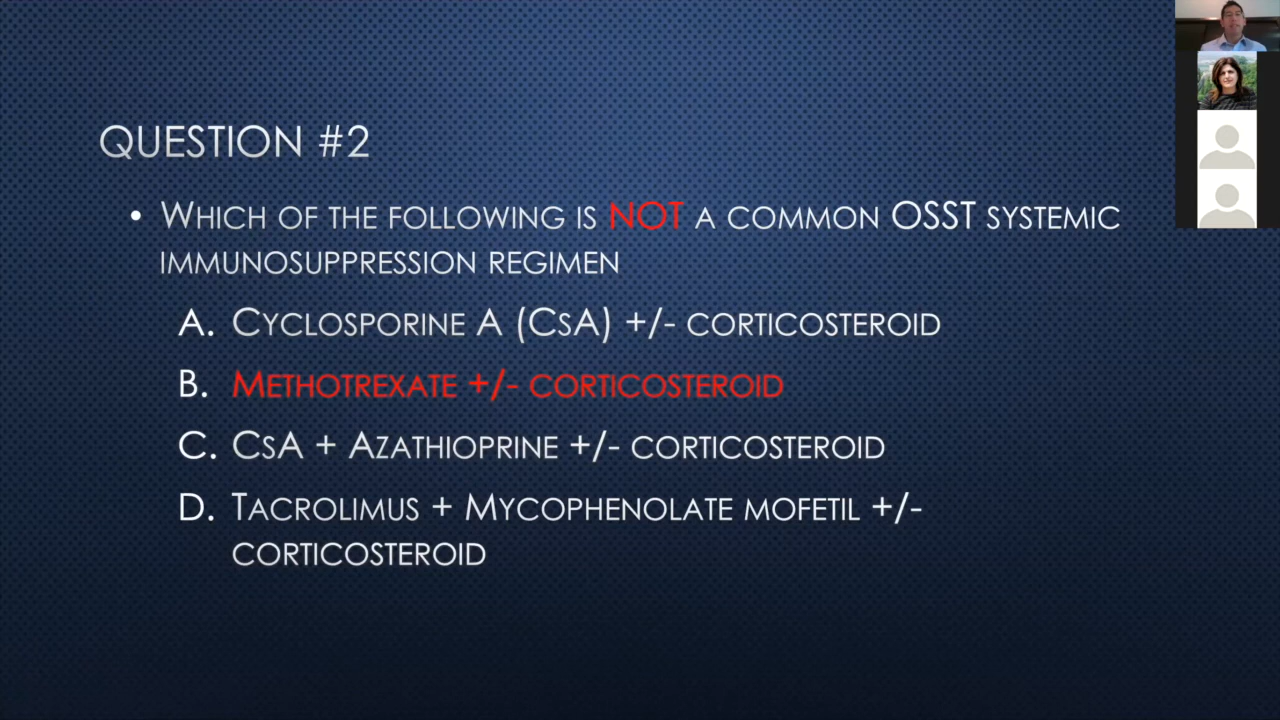 QUESTION #2
• WHICH OF THE FOLLOWING IS NOT A COMMON OSST SYSTEMIC
IMMUNOSUPPRESSION REGIMEN
A. CYCLOSPORINE A (CSA) +/- CORTICOSTEROID
B. METHOTREXATE +/- CORTICOSTEROID
C. CSA + AZATHIOPRINE +/- CORTICOSTEROID
D. TACROLIMUS + MYCOPHENOLATE MOFETIL +/-
CORTICOSTEROID